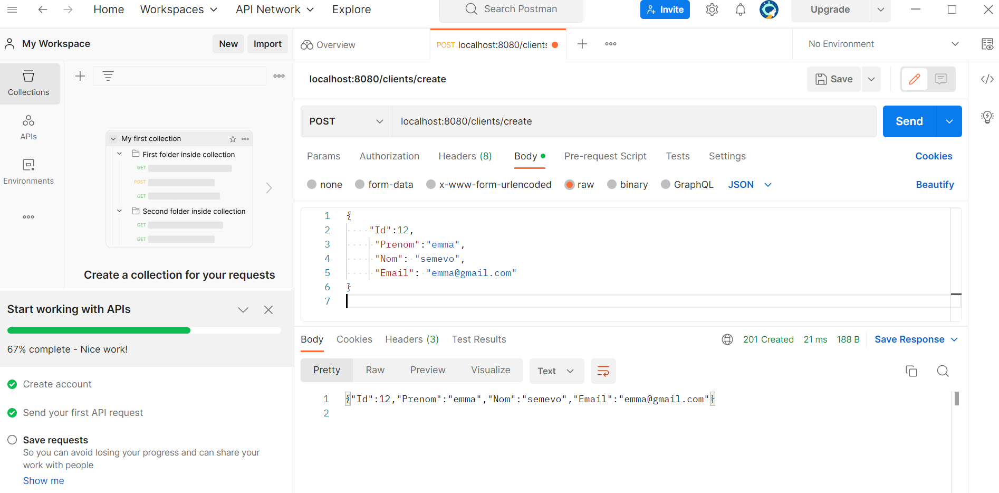 Home Workspaces API Network Explore Search Postman Invite Upgrade
My Workspace New Import Overview POST localhost:8080/clients No Environment
Collections
APIs
Environments
My first collection
First folder inside collection
GET
POST
GET
Second folder inside collection
GET
GET
Create a collection for your requests
Start working with APIs
67% complete - Nice work!
Create account
Send your first API request
Save requests
So you can avoid losing your progress and can share your
work with people
Show me
localhost:8080/clients/create Save
POST localhost:8080/clients/create Send
Params Authorization Headers (8) Body Pre-request Script Tests Settings Cookies
none form-data x-www-form-urlencoded raw binary GraphQL JSON Beautify
1 {
2 "Id":12,
3 "Prenom":"emma",
4 "Nom": "semevo",
5 "Email": "emma@gmail.com"
6 }
7
Body Cookies Headers (3) Test Results 201 Created 21 ms 188 B Save Response
Pretty Raw Preview Visualize Text
1 {"Id":12,"Prenom":"emma","Nom":"semevo","Email":"emma@gmail.com"}
2